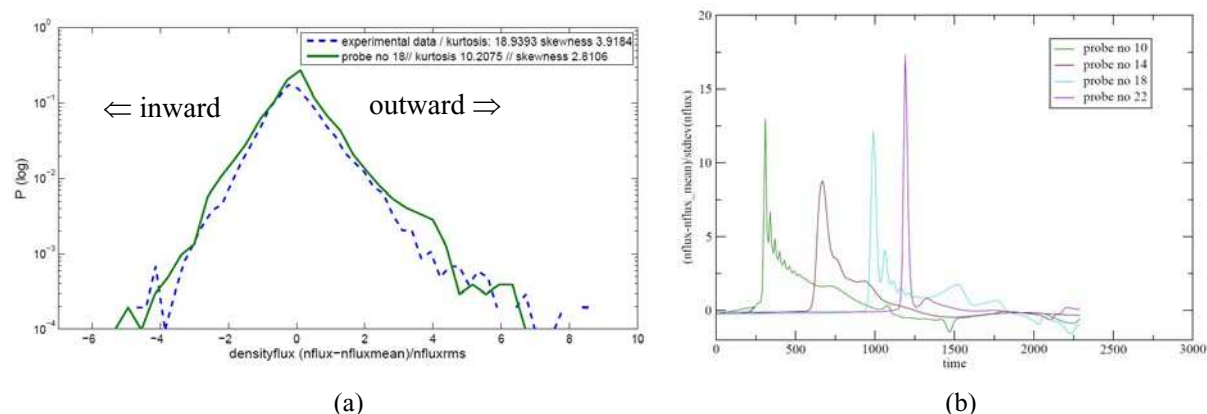 10^0
10^-1
10^-2
10^-3
10^-4
P (log)
experimental data / kurtosis: 18.9393 skewness 3.9184
probe no 18// kurtosis 10.2075 // skewness 2.8106
⇐ inward
outward ⇒
−6 −4 −2 0 2 4 6 8 10
densityflux (nflux−nfluxmean)/nfluxrms
(a)
20
15
10
5
0
(nflux-nflux_mean)/stdtev(nflux)
probe no 10
probe no 14
probe no 18
probe no 22
0 500 1000 1250 1500 2000 2500 3000
time
(b)